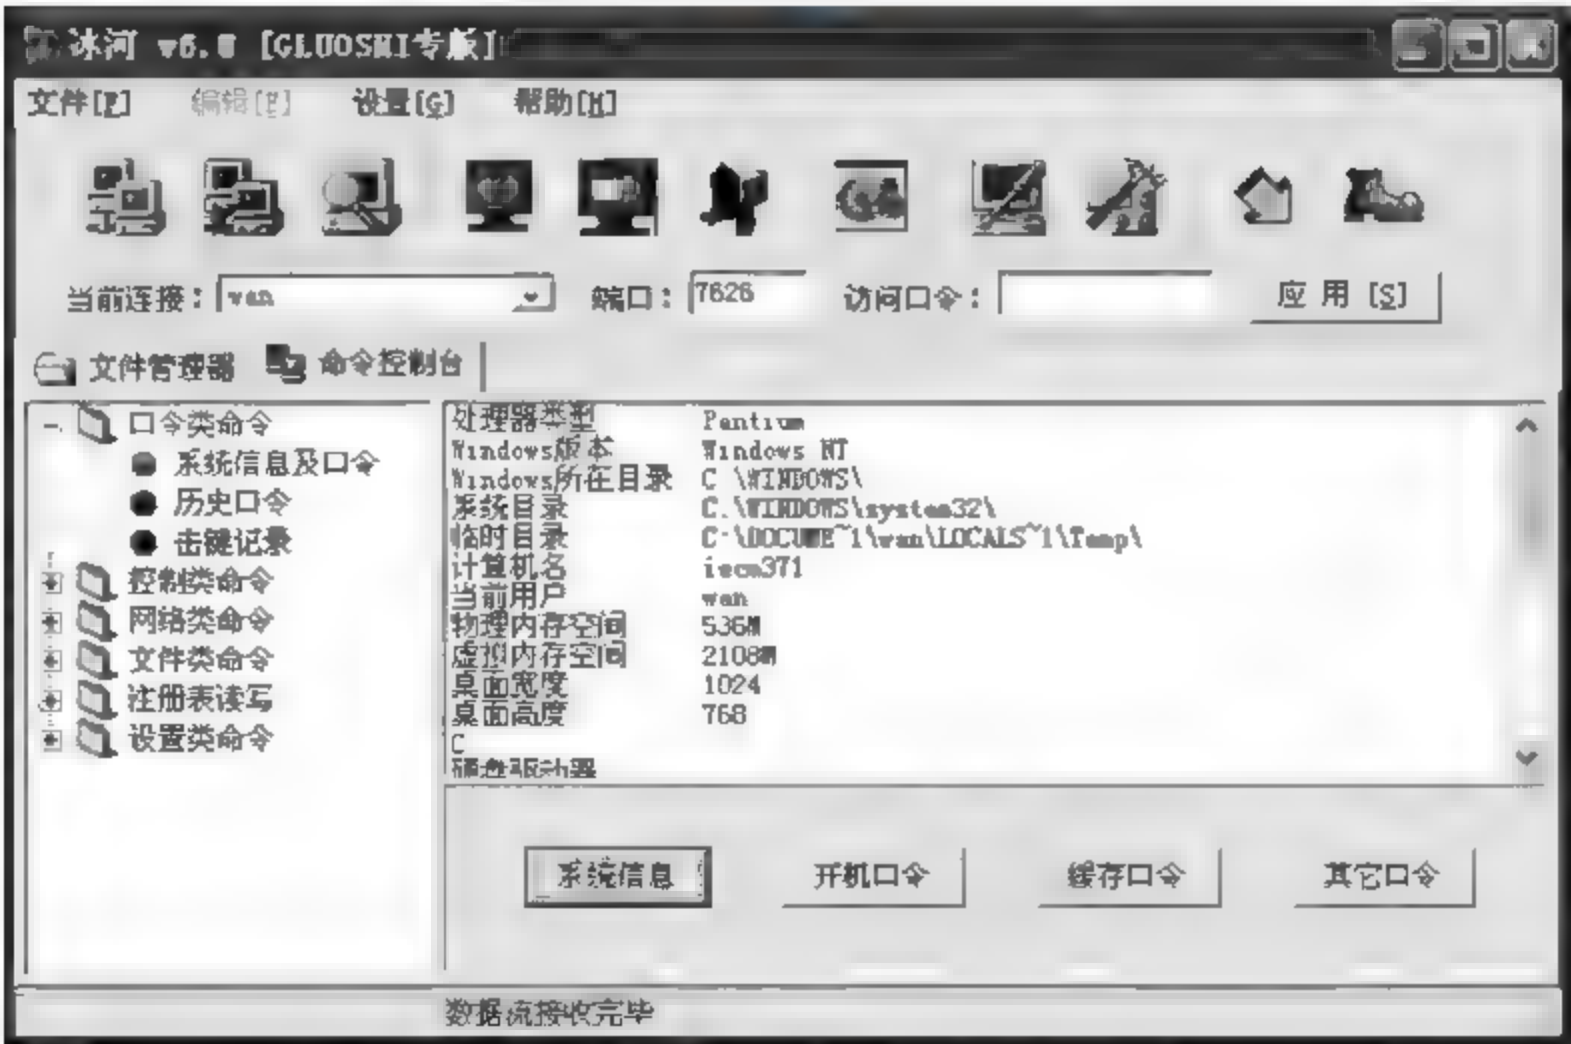 冰河 v6.6 [GLUOSHI专版]
文件[F] 编辑[E] 设置[G] 帮助[H]
当前连接: wan 端口: 7626 访问口令: 应 用 [S]
文件管理器 命令控制台
口令类命令
系统信息及口令
历史口令
击键记录
控制类命令
网络类命令
文件类命令
注册表读写
设置类命令
处理器类型 Pentium
Windows版本 Windows NT
Windows所在目录 C:\WINDOWS\
系统目录 C:\WINDOWS\system32\
临时目录 C:\DOCUME~1\wan\LOCALS~1\Temp\
计算机名
当前用户 wan
物理内存空间 536M
虚拟内存空间 2108M
桌面宽度 1024
桌面高度 768
C
硬盘驱动器
系统信息 开机口令 缓存口令 其它口令
数据流接收完毕